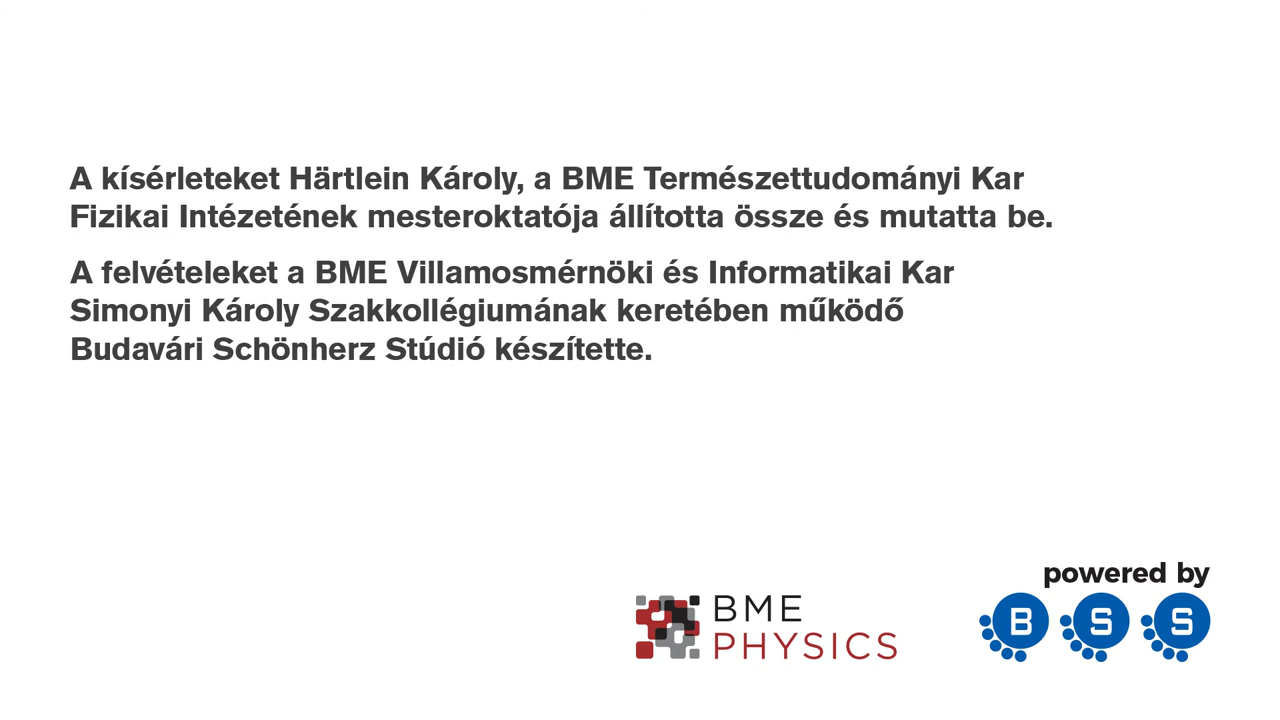 A kísérleteket Härtlein Károly, a BME Természettudományi Kar
Fizikai Intézetének mesteroktatója állította össze és mutatta be.
A felvételeket a BME Villamosmérnöki és Informatikai Kar
Simonyi Károly Szakkollégiumának keretében működő
Budavári Schönherz Stúdió készítette.
powered by
BME
PHYSICS
B S S